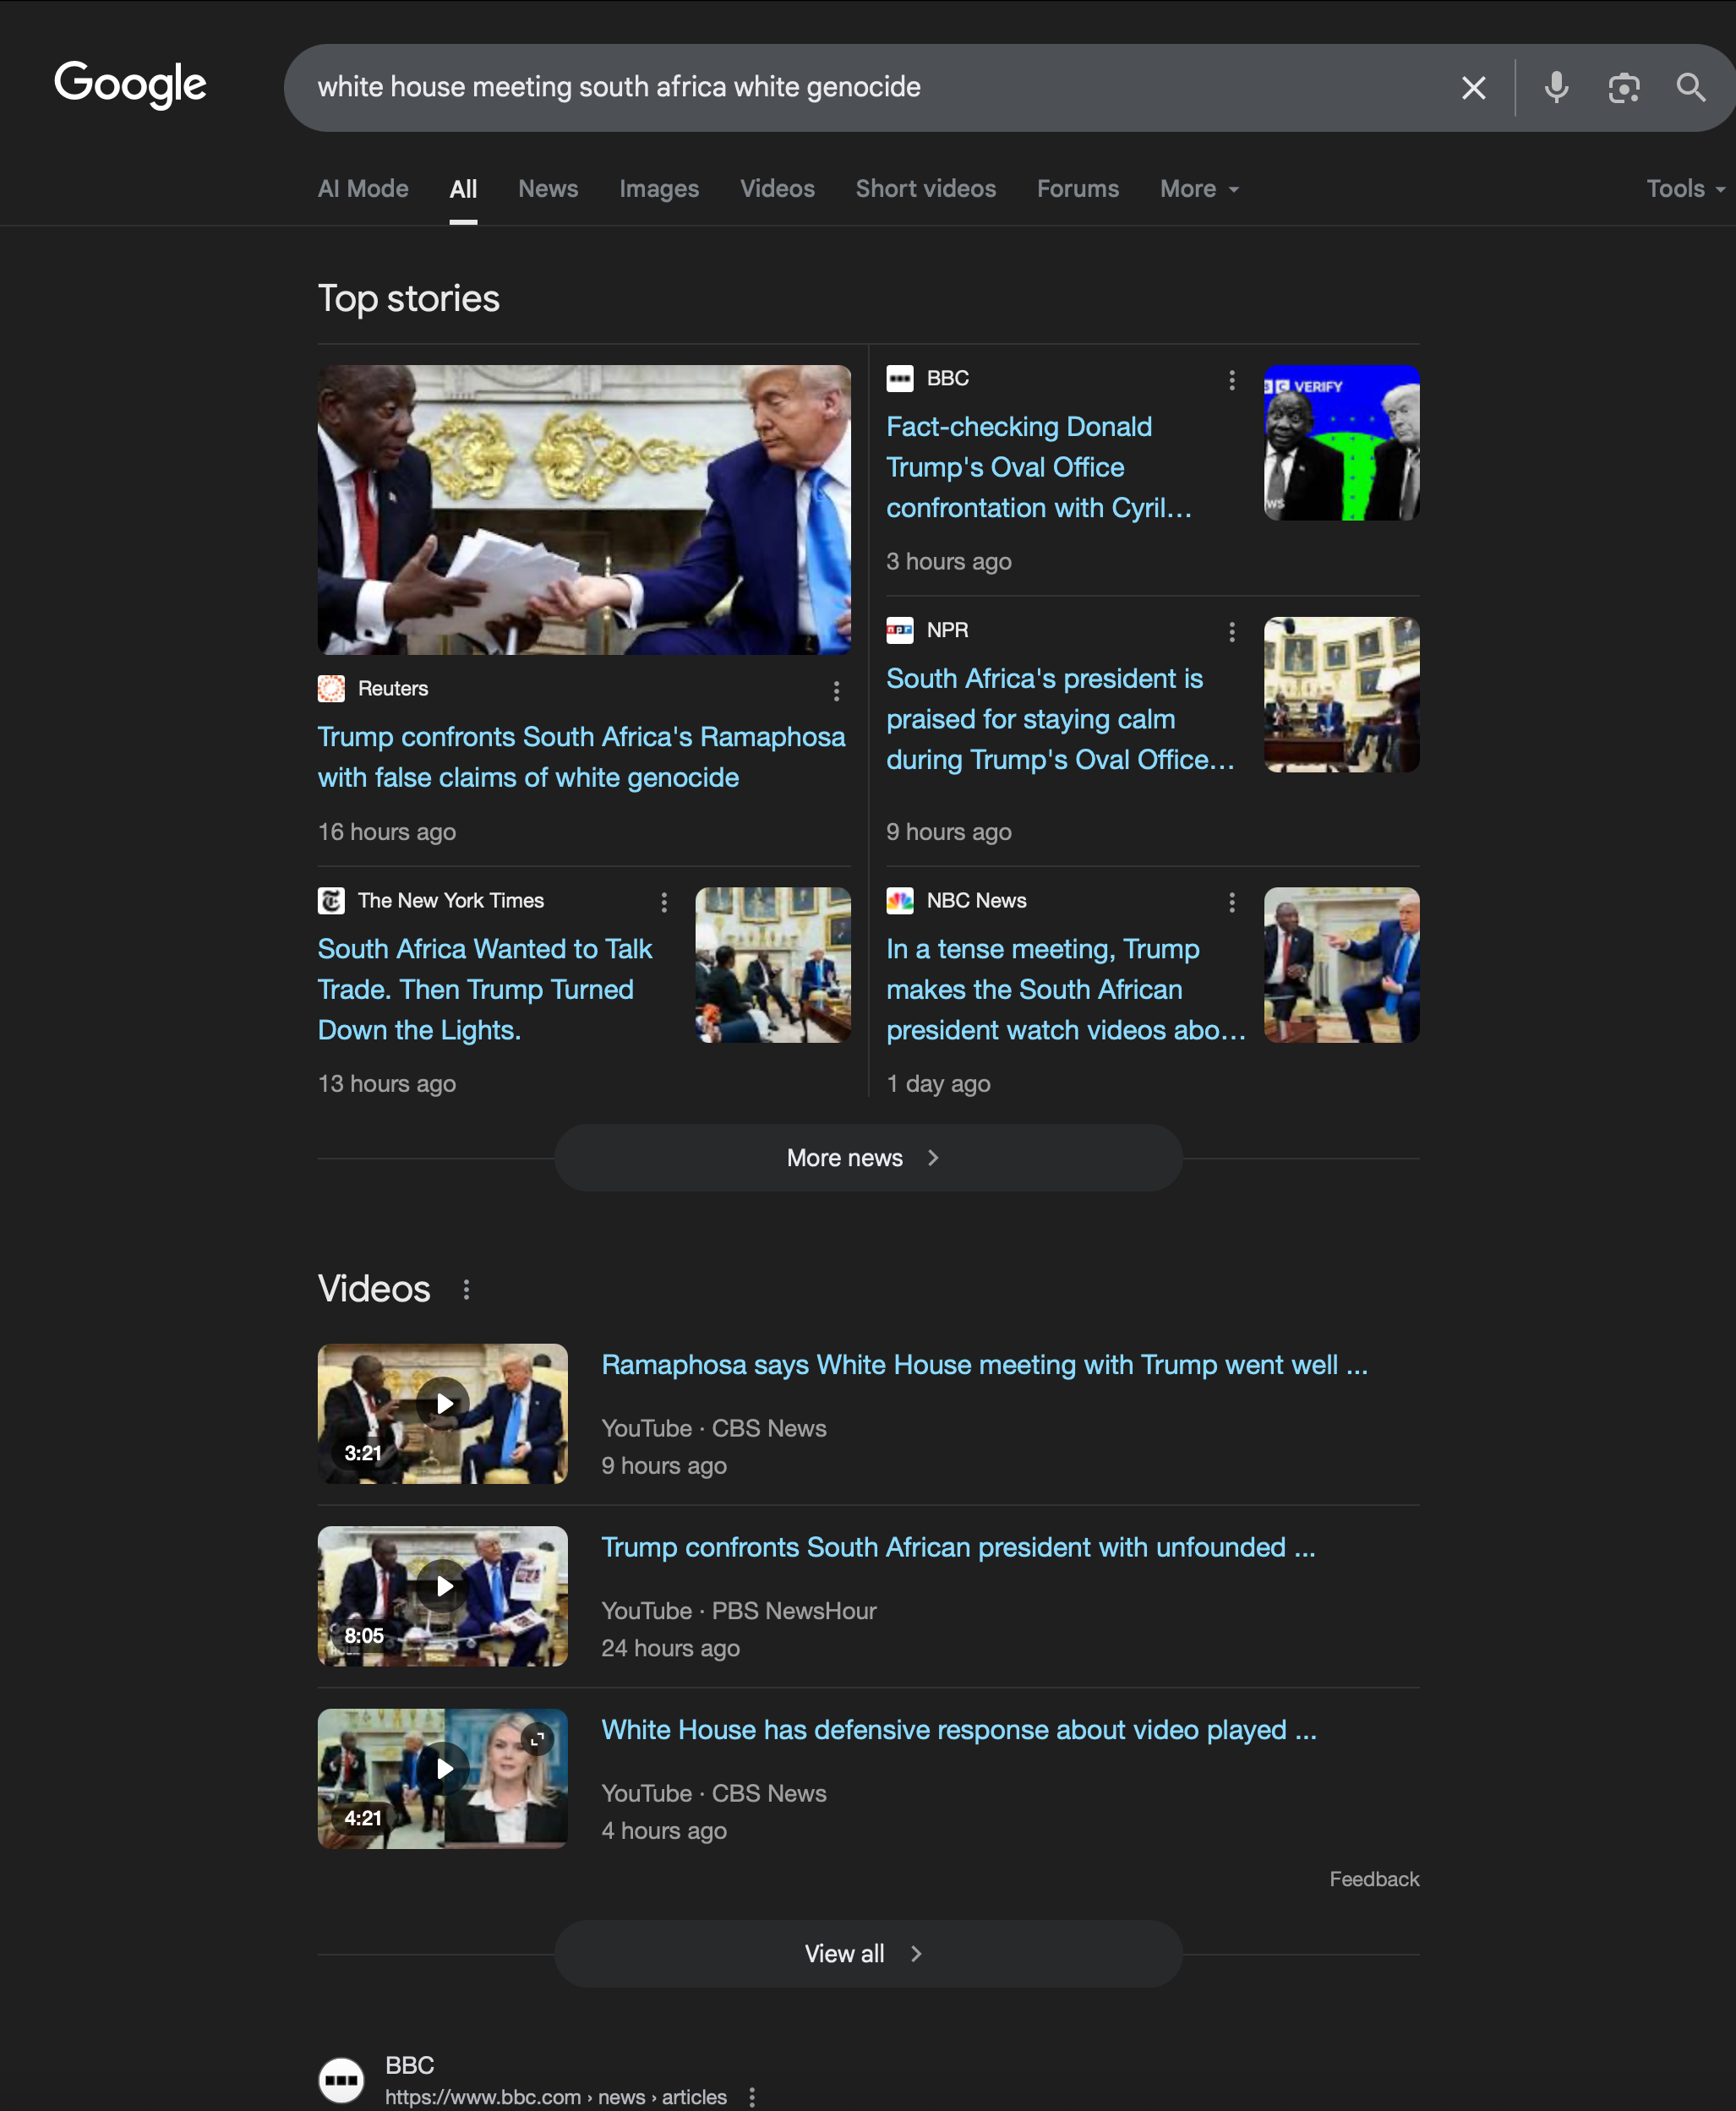 Google
white house meeting south africa white genocide
AI Mode
All
News
Images
Videos
Short videos
Forums
More
Tools
Top stories
Reuters
Trump confronts South Africa's Ramaphosa
with false claims of white genocide
16 hours ago
BBC
Fact-checking Donald
Trump's Oval Office
confrontation with Cyril...
3 hours ago
VERIFY
NPR
South Africa's president is
praised for staying calm
during Trump's Oval Office...
9 hours ago
The New York Times
South Africa Wanted to Talk
Trade. Then Trump Turned
Down the Lights.
13 hours ago
NBC News
In a tense meeting, Trump
makes the South African
president watch videos abo...
1 day ago
More news
Videos
3:21
Ramaphosa says White House meeting with Trump went well ...
YouTube · CBS News
9 hours ago
8:05
Trump confronts South African president with unfounded ...
YouTube · PBS NewsHour
24 hours ago
4:21
White House has defensive response about video played ...
YouTube · CBS News
4 hours ago
Feedback
View all
BBC
https://www.bbc.com › news › articles